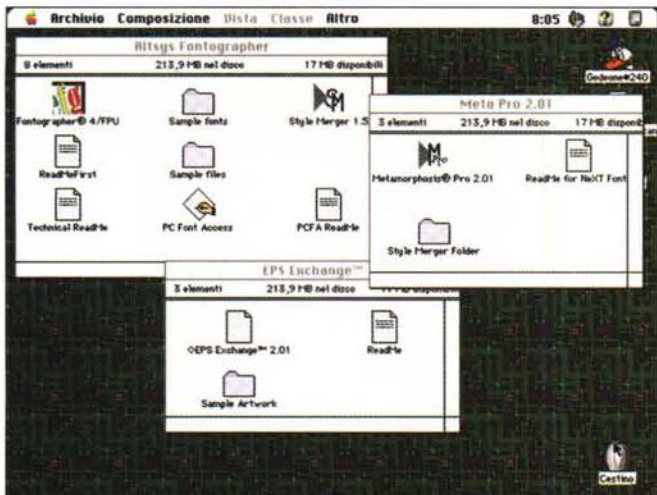 Archivio Composizione Vista Classe Altro 8:05
Altsys Fontographer
8 elementi 213,9 MB nel disco 17 MB disponibili
Fontographer® 4/FPU
Sample fonts
Style Merger 1.5
ReadMeFirst
Sample files
Technical ReadMe
PC Font Access
PCFA ReadMe
Gedeone#240
Meta Pro 2.01
3 elementi 213,9 MB nel disco 17 MB
Metamorphosis® Pro 2.01
ReadMe for NeXT Font
Style Merger Folder
EPS Exchange™
3 elementi 213,9 MB nel disco
◇EPS Exchange™ 2.01
ReadMe
Sample Artwork
Cestino